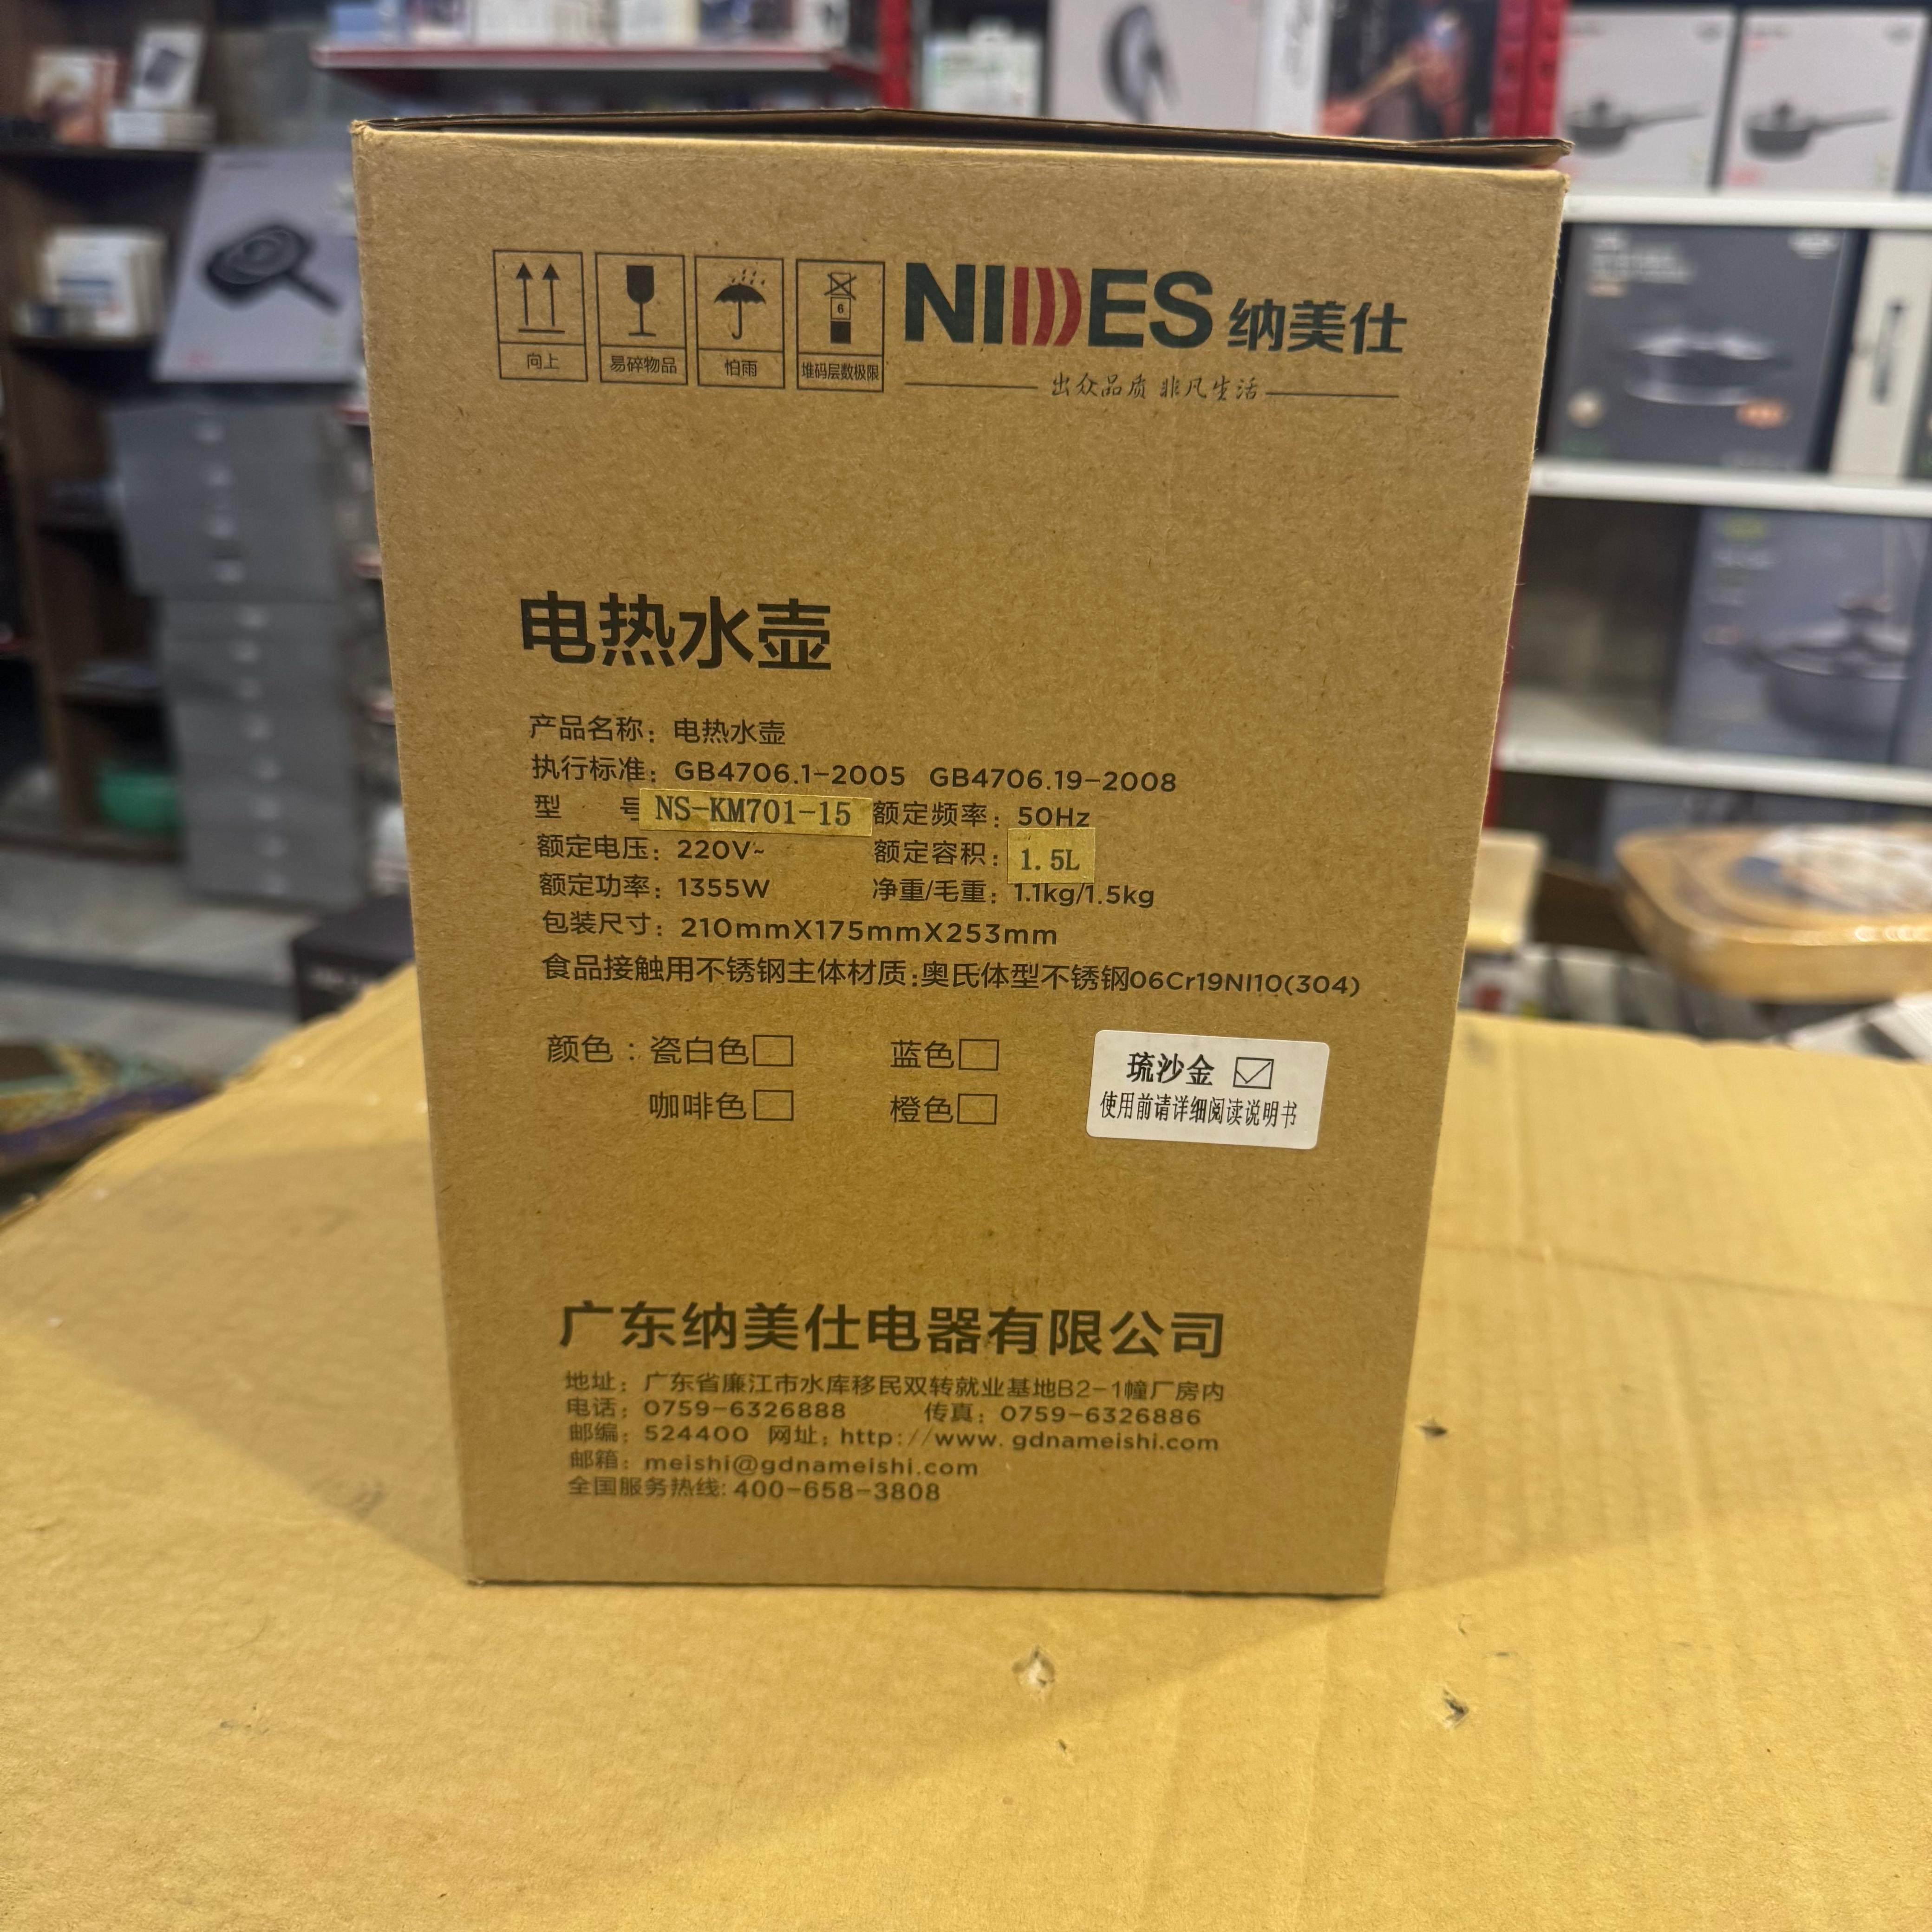 向上
易碎物品
怕雨
6
堆码层数极限
NIDES 纳美仕
出众品质 非凡生活
电热水壶
产品名称：电热水壶
执行标准：GB4706.1-2005 GB4706.19-2008
型 号 NS-KM701-15 额定频率：50Hz
额定电压：220V~ 额定容积：1.5L
额定功率：1355W 净重/毛重：1.1kg/1.5kg
包装尺寸：210mmX175mmX253mm
食品接触用不锈钢主体材质:奥氏体型不锈钢06Cr19NI10(304)
颜色：瓷白色□ 蓝色□ 琉沙金 ☑
使用前请详细阅读说明书
咖啡色□ 橙色□
广东纳美仕电器有限公司
地址：广东省廉江市水库移民双转就业基地B2-1幢厂房内
电话：0759-6326888 传真：0759-6326886
邮编：524400 网址：http://www.gdnameishi.com
邮箱：meishi@gdnameishi.com
全国服务热线:400-658-3808